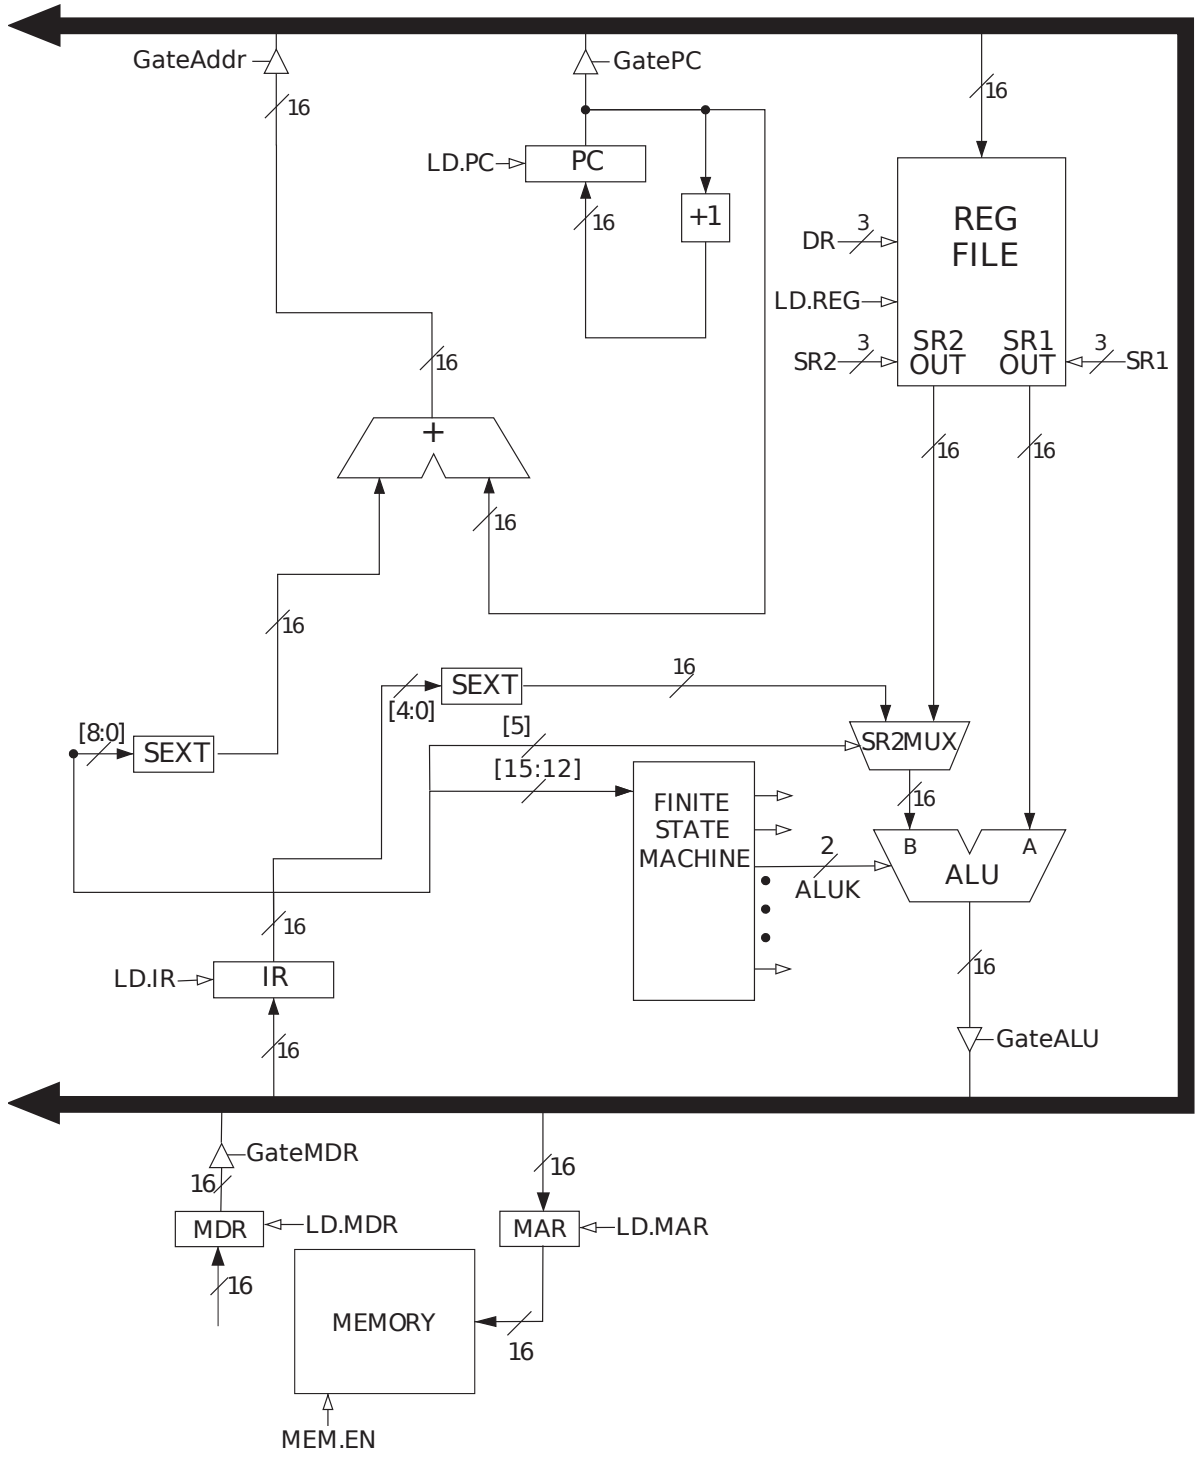 GateAddr
GatePC
16
16
LD.PC
PC
16
+1
REG
FILE
3
DR
LD.REG
3
SR2
SR2
OUT
SR1
OUT
3
SR1
16
+
16
16
16
16
[8:0]
SEXT
[4:0]
SEXT
16
[5]
SR2MUX
[15:12]
16
FINITE
STATE
MACHINE
2
ALUK
B
A
ALU
16
LD.IR
IR
16
16
GateALU
GateMDR
16
16
MDR
LD.MDR
MAR
LD.MAR
16
MEMORY
16
MEM.EN